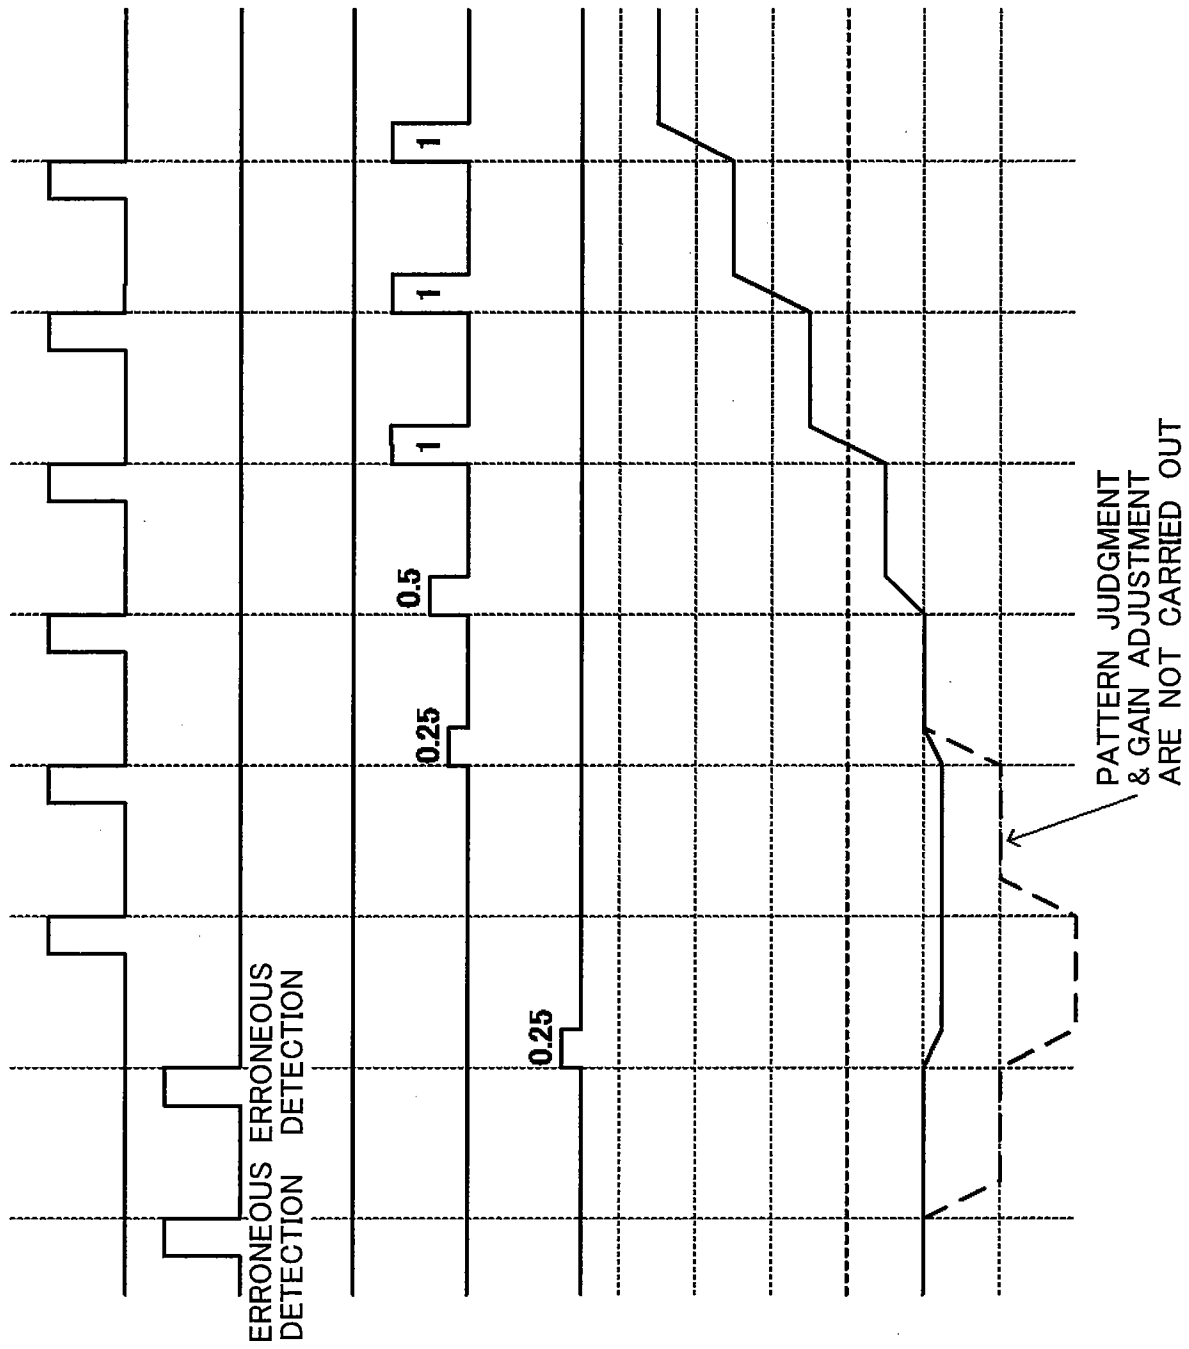 ERRONEOUS
DETECTION
ERRONEOUS
DETECTION
0.25
0.25
0.5
1
1
1
PATTERN JUDGMENT
& GAIN ADJUSTMENT
ARE NOT CARRIED OUT